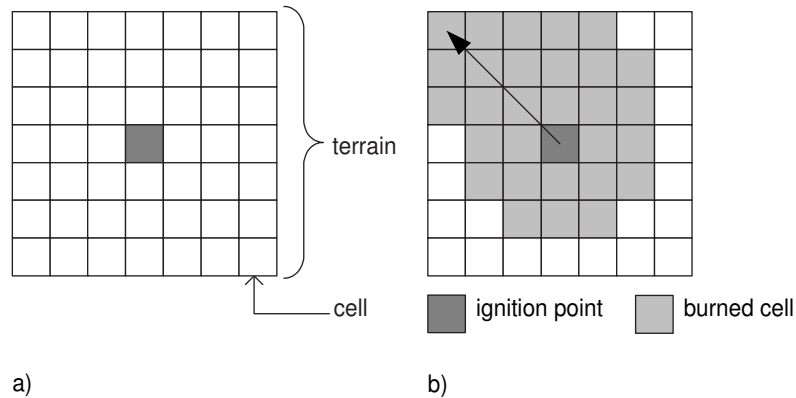 terrain
cell
ignition point
burned cell
a)
b)